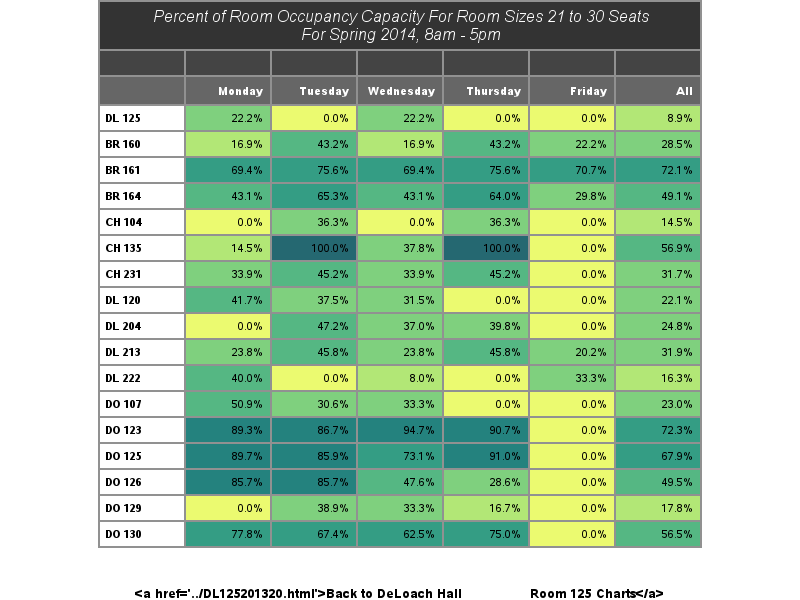 Percent of Room Occupancy Capacity For Room Sizes 21 to 30 Seats
For Spring 2014, 8am - 5pm
Monday Tuesday Wednesday Thursday Friday All
DL 125 22.2% 0.0% 22.2% 0.0% 0.0% 8.9%
BR 160 16.9% 43.2% 16.9% 43.2% 22.2% 28.5%
BR 161 69.4% 75.6% 69.4% 75.6% 70.7% 72.1%
BR 164 43.1% 65.3% 43.1% 64.0% 29.8% 49.1%
CH 104 0.0% 36.3% 0.0% 36.3% 0.0% 14.5%
CH 135 14.5% 100.0% 37.8% 100.0% 0.0% 56.9%
CH 231 33.9% 45.2% 33.9% 45.2% 0.0% 31.7%
DL 120 41.7% 37.5% 31.5% 0.0% 0.0% 22.1%
DL 204 0.0% 47.2% 37.0% 39.8% 0.0% 24.8%
DL 213 23.8% 45.8% 23.8% 45.8% 20.2% 31.9%
DL 222 40.0% 0.0% 8.0% 0.0% 33.3% 16.3%
DO 107 50.9% 30.6% 33.3% 0.0% 0.0% 23.0%
DO 123 89.3% 86.7% 94.7% 90.7% 0.0% 72.3%
DO 125 89.7% 85.9% 73.1% 91.0% 0.0% 67.9%
DO 126 85.7% 85.7% 47.6% 28.6% 0.0% 49.5%
DO 129 0.0% 38.9% 33.3% 16.7% 0.0% 17.8%
DO 130 77.8% 67.4% 62.5% 75.0% 0.0% 56.5%
<a href='../DL125201320.html'>Back to DeLoach Hall Room 125 Charts</a>